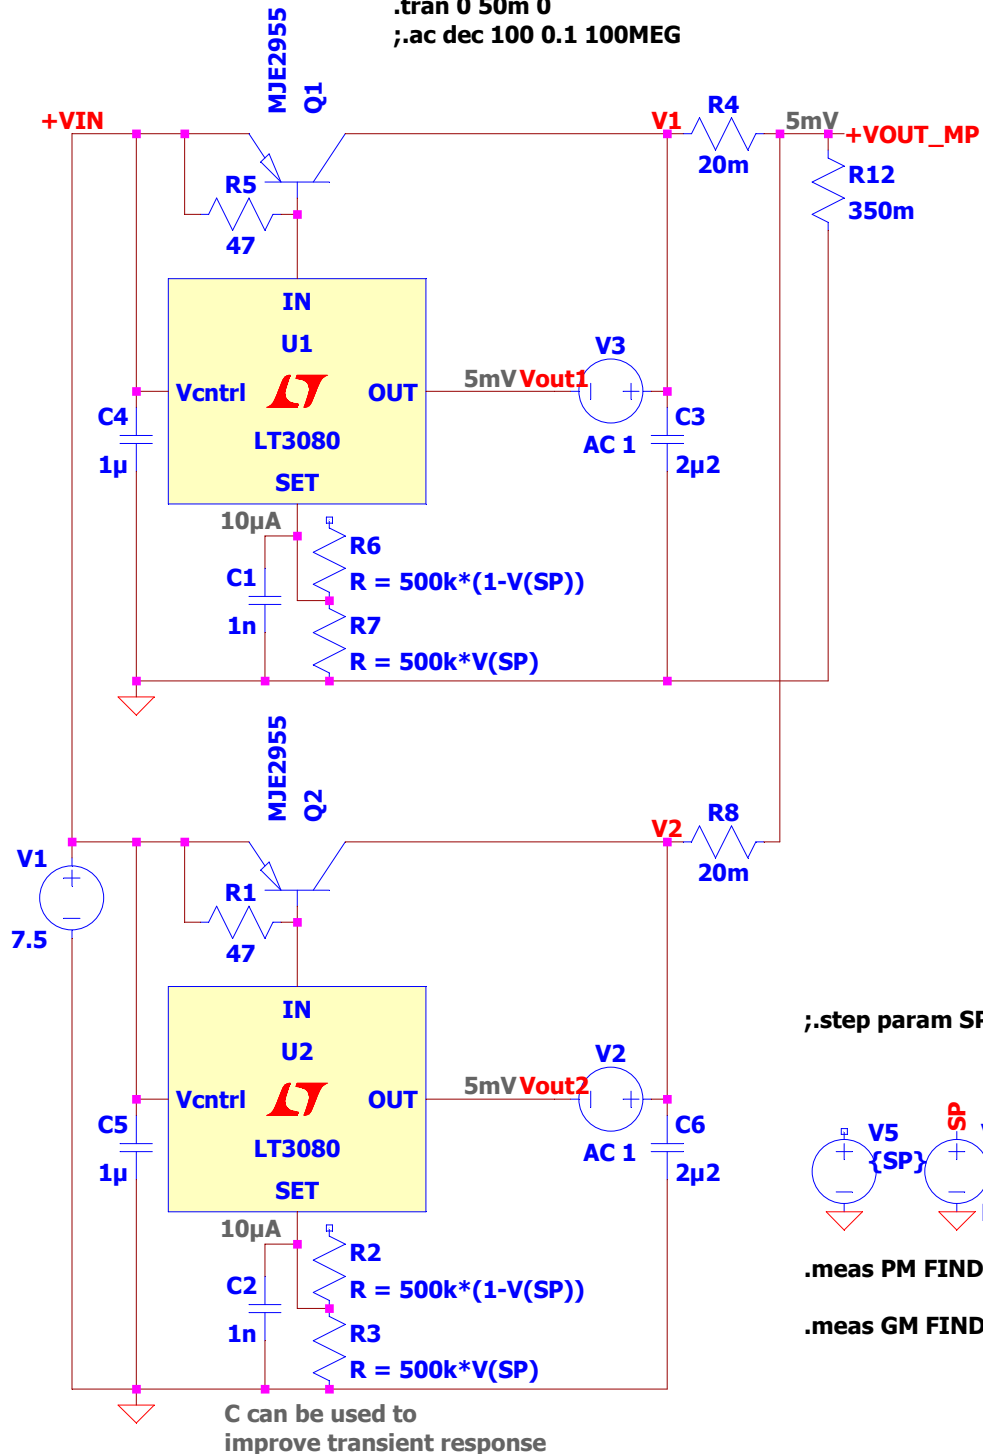 .tran 0 50m 0
;.ac dec 100 0.1 100MEG
MJE2955
Q1
+VIN
V1
R4
20m
5mV
+VOUT_MP
R12
350m
R5
47
IN
U1
Vcntrl
OUT
LT3080
SET
5mV
Vout1
V3
AC 1
C3
2µ2
C4
1µ
10µA
R6
R = 500k*(1-V(SP))
C1
1n
R7
R = 500k*V(SP)
MJE2955
Q2
V2
R8
20m
V1
7.5
R1
47
IN
U2
Vcntrl
OUT
LT3080
SET
5mV
Vout2
V2
AC 1
C6
2µ2
C5
1µ
10µA
R2
R = 500k*(1-V(SP))
C2
1n
R3
R = 500k*V(SP)
;.step param SP
V5
{SP}
SP
.meas PM FIND
.meas GM FIND
C can be used to
improve transient response